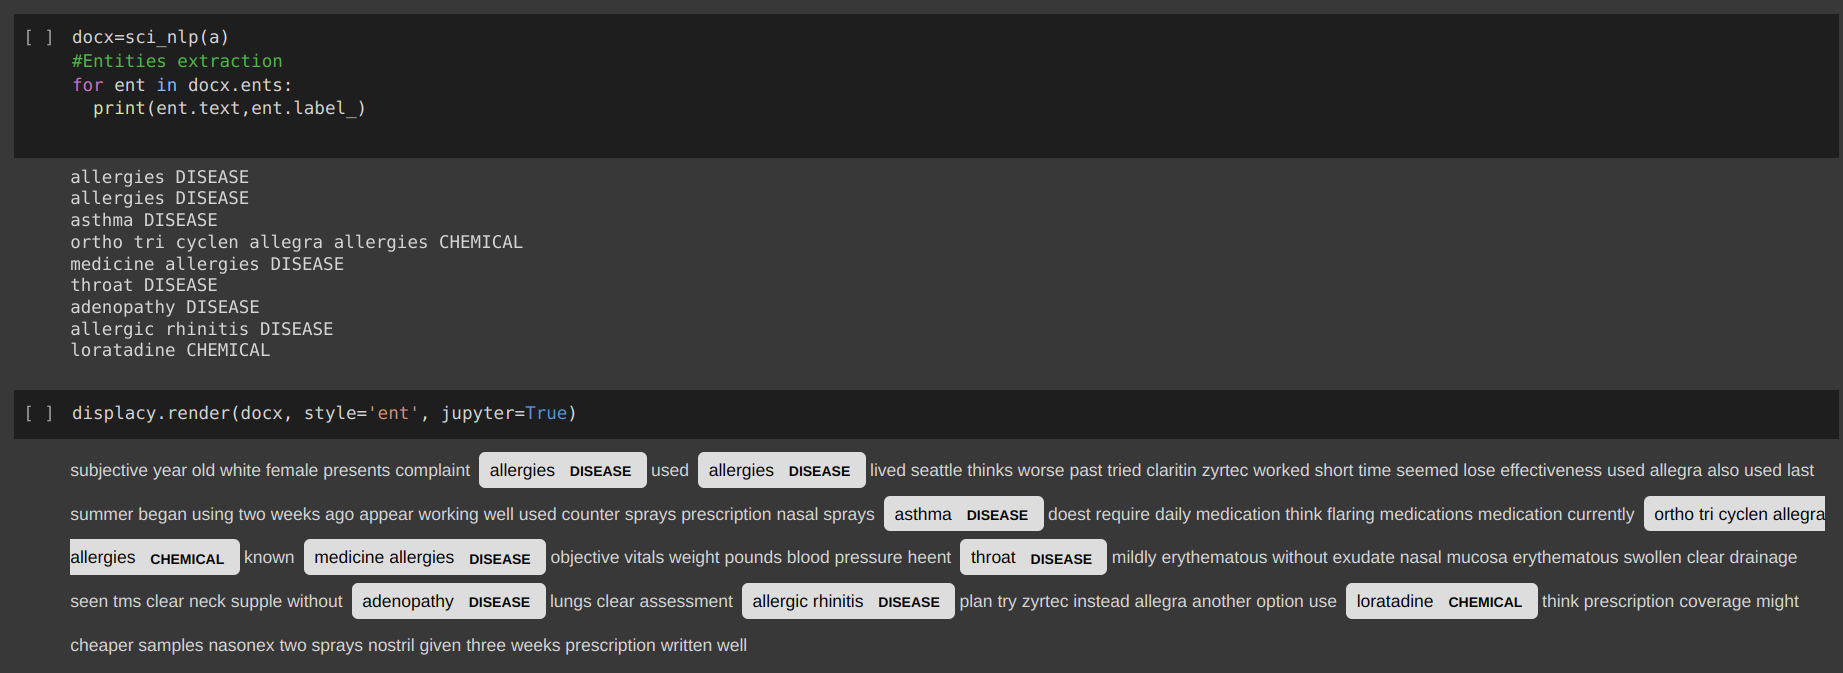 [ ] docx=sci_nlp(a)
#Entities extraction
for ent in docx.ents:
  print(ent.text,ent.label_)
allergies DISEASE
allergies DISEASE
asthma DISEASE
ortho tri cyclen allegra allergies CHEMICAL
medicine allergies DISEASE
throat DISEASE
adenopathy DISEASE
allergic rhinitis DISEASE
loratadine CHEMICAL
[ ] displacy.render(docx, style='ent', jupyter=True)
subjective year old white female presents complaint allergies DISEASE used allergies DISEASE lived seattle thinks worse past tried claritin zyrtec worked short time seemed lose effectiveness used allegra also used last
summer began using two weeks ago appear working well used counter sprays prescription nasal sprays asthma DISEASE doest require daily medication think flaring medications medication currently ortho tri cyclen allegra
allergies CHEMICAL known medicine allergies DISEASE objective vitals weight pounds blood pressure heent throat DISEASE mildly erythematous without exudate nasal mucosa erythematous swollen clear drainage
seen tms clear neck supple without adenopathy DISEASE lungs clear assessment allergic rhinitis DISEASE plan try zyrtec instead allegra another option use loratadine CHEMICAL think prescription coverage might
cheaper samples nasonex two sprays nostril given three weeks prescription written well